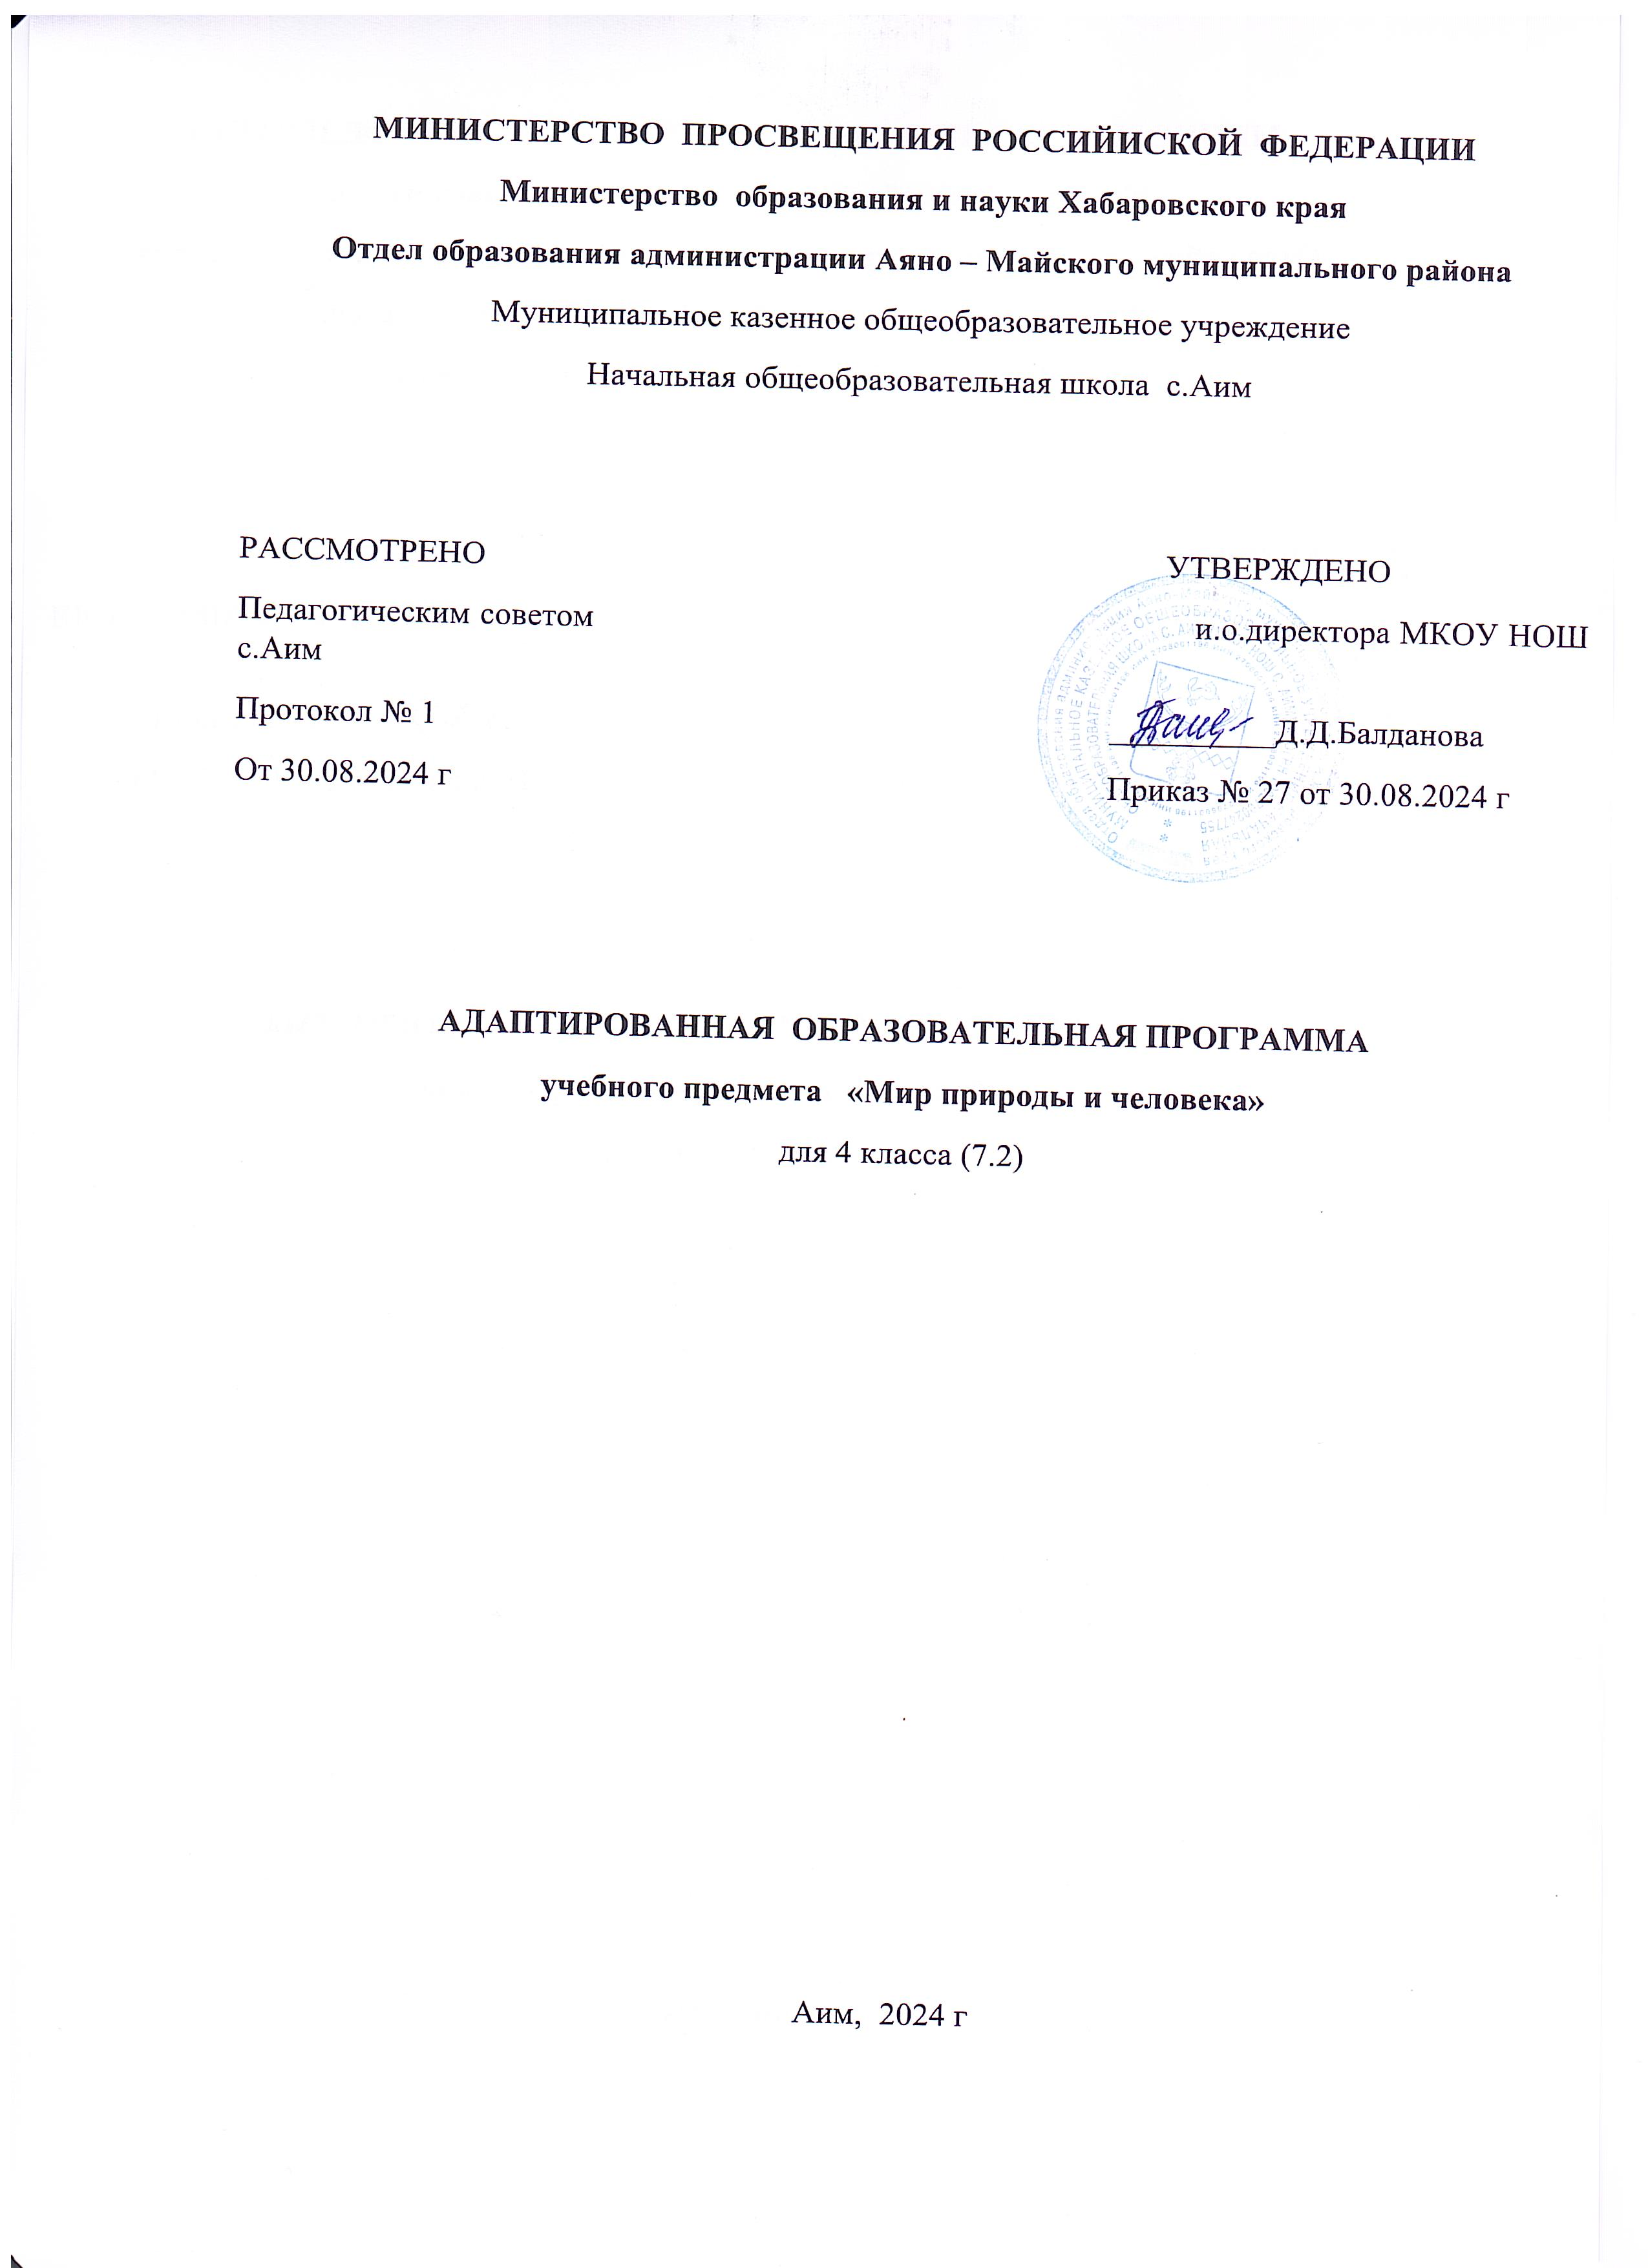 МИНИСТЕРСТВО ПРОСВЕЩЕНИЯ РОССИЙИСКОЙ ФЕДЕРАЦИИ
Министерство образования и науки Хабаровского края
Отдел образования администрации Аяно – Майского муниципального района
Муниципальное казенное общеобразовательное учреждение
Начальная общеобразовательная школа с.Аим
РАССМОТРЕНО
Педагогическим советом
с.Аим
Протокол № 1
От 30.08.2024 г
УТВЕРЖДЕНО
и.о.директора МКОУ НОШ
Д.Д.Балданова
Приказ № 27 от 30.08.2024 г
АДАПТИРОВАННАЯ ОБРАЗОВАТЕЛЬНАЯ ПРОГРАММА
учебного предмета «Мир природы и человека»
для 4 класса (7.2)
Аим, 2024 г